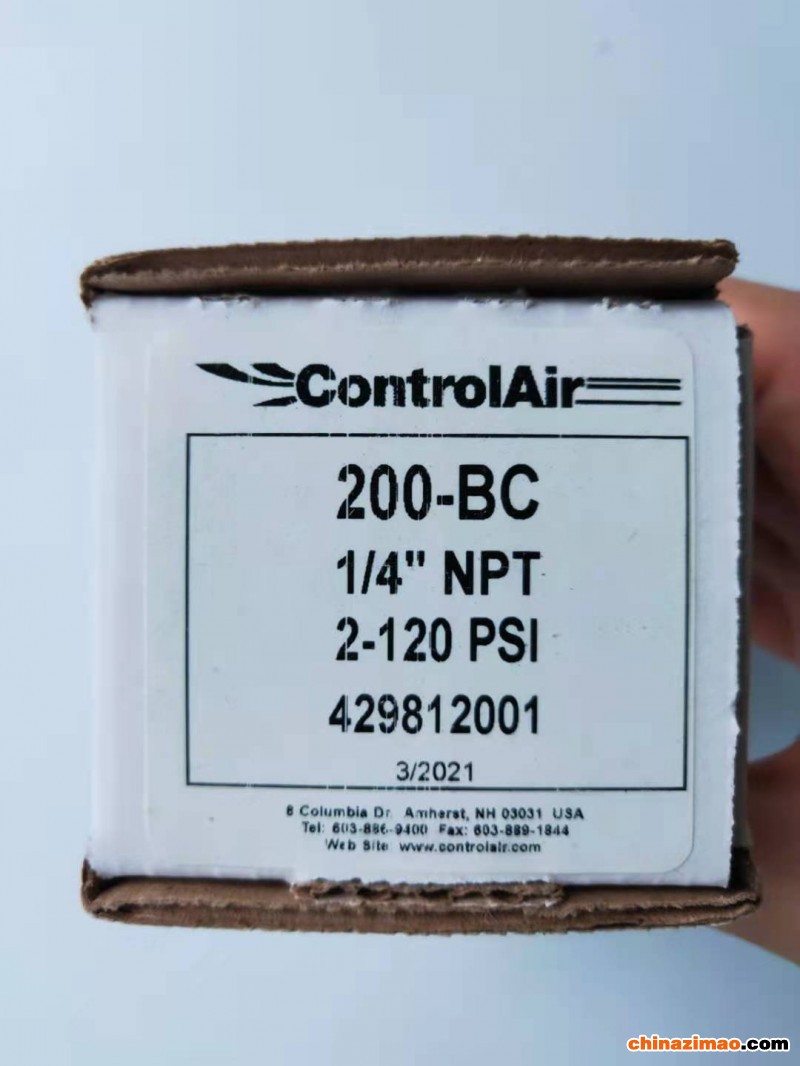 ControlAir
200-BC
1/4" NPT
2-120 PSI
429812001
3/2021
8 Columbia Dr. Amherst, NH 03031 USA
Tel: 603-886-9400 Fax: 603-889-1844
Web Site www.controlair.com
chinazimao.com